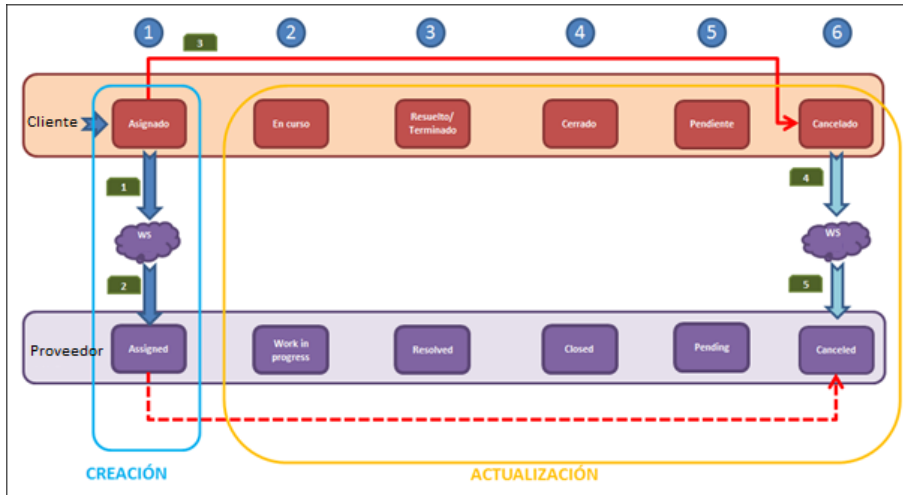 1
2
3
4
5
6
3
Cliente
Asignado
En curso
Resuelto/
Terminado
Cerrado
Pendiente
Cancelado
1
4
WS
WS
2
5
Proveedor
Assigned
Work in
progress
Resolved
Closed
Pending
Canceled
CREACIÓN
ACTUALIZACIÓN